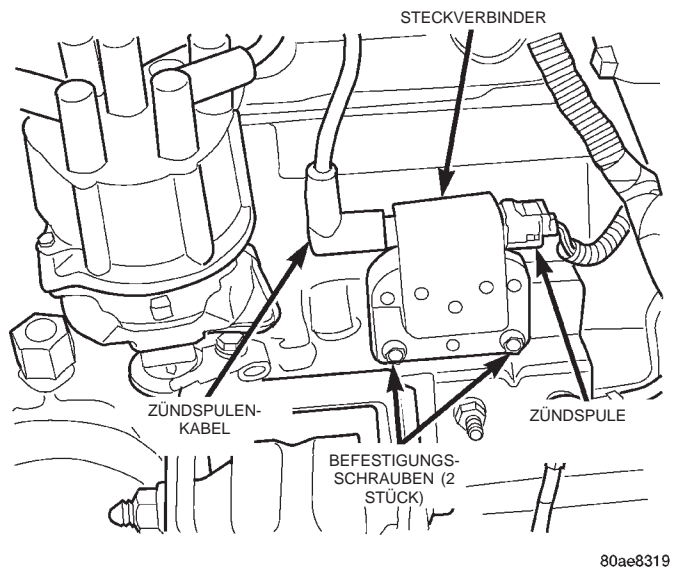 STECKVERBINDER
ZÜNDSPULEN-
KABEL
ZÜNDSPULE
BEFESTIGUNGS-
SCHRAUBEN (2
STÜCK)
80ae8319